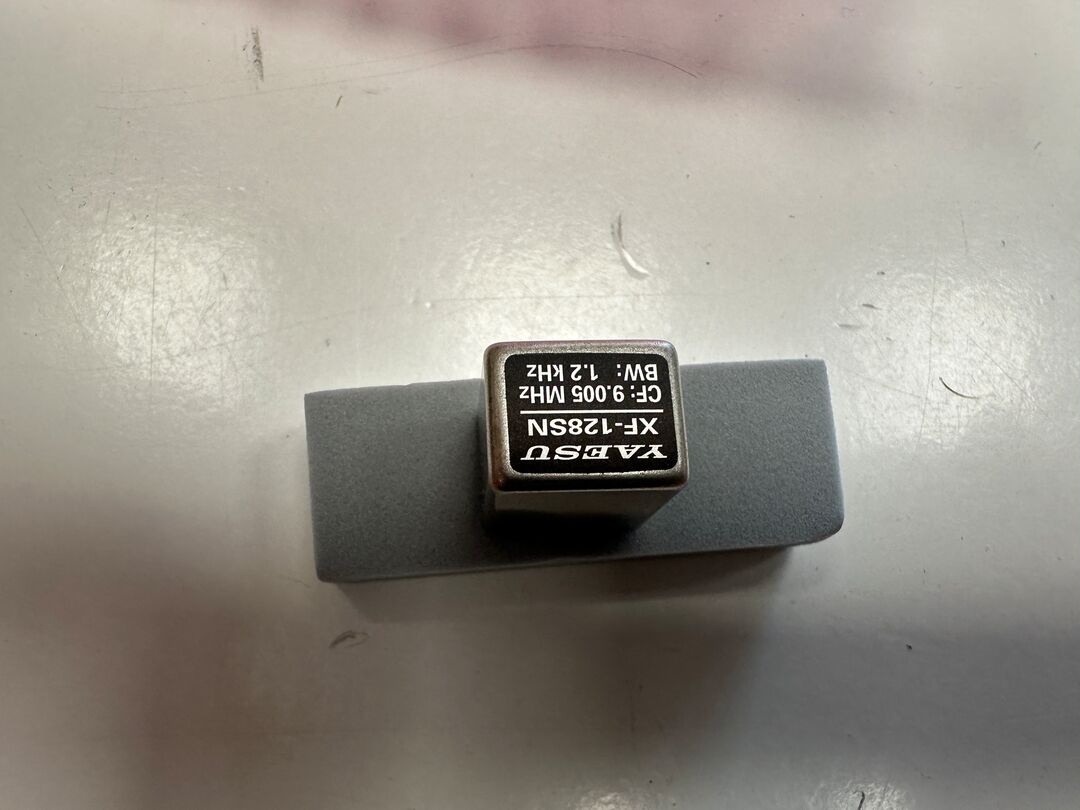 YAESU
XF-128SN
CF: 9.005 MHz
BW: 1.2 kHz